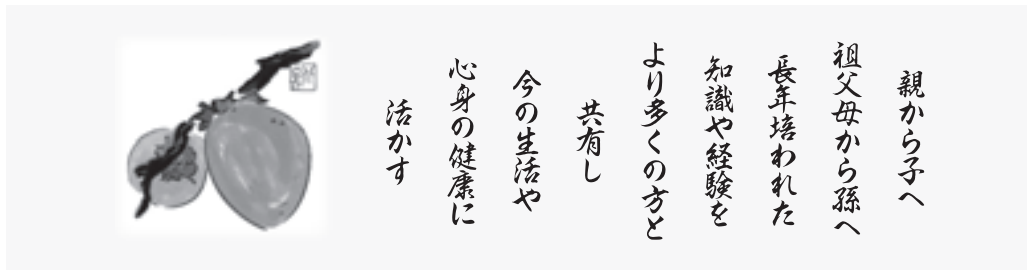 親から子へ
祖父母から孫へ
長年培われた
知識や経験を
より多くの方と
共有し
今の生活や
心身の健康に
活かす